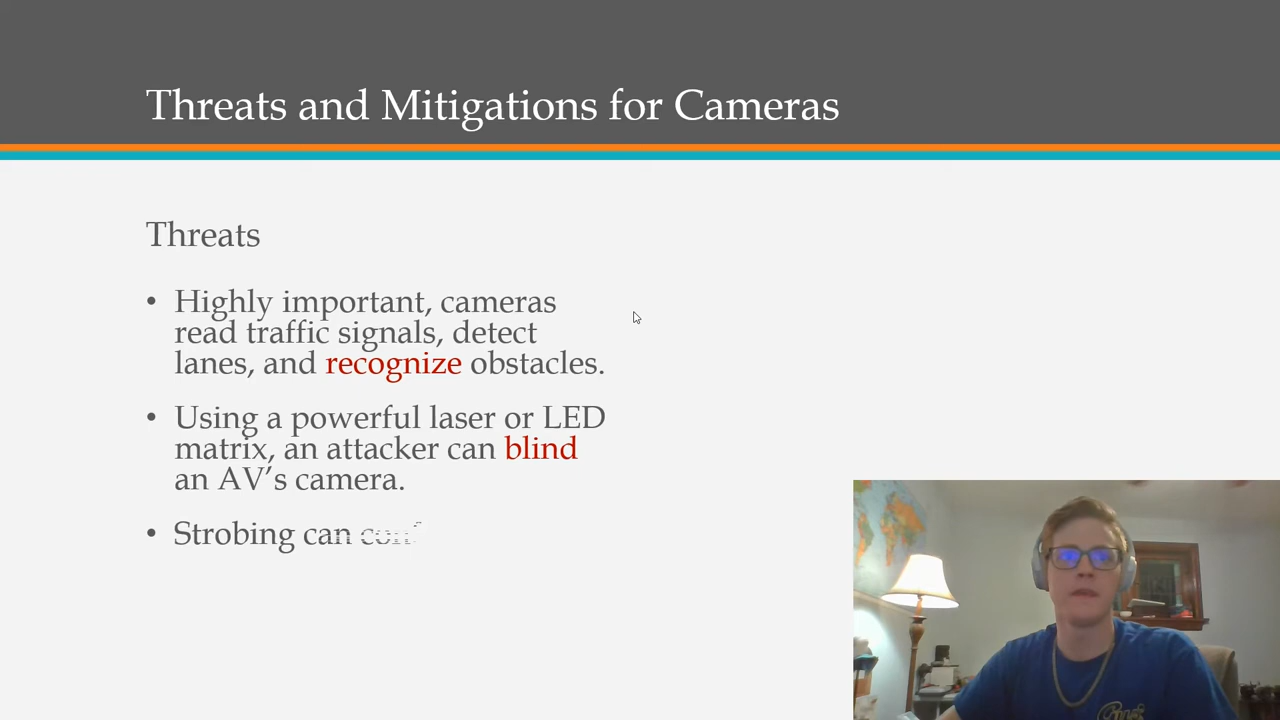 Threats and Mitigations for Cameras
Threats
• Highly important, cameras
read traffic signals, detect
lanes, and recognize obstacles.
• Using a powerful laser or LED
matrix, an attacker can blind
an AV’s camera.
• Strobing can